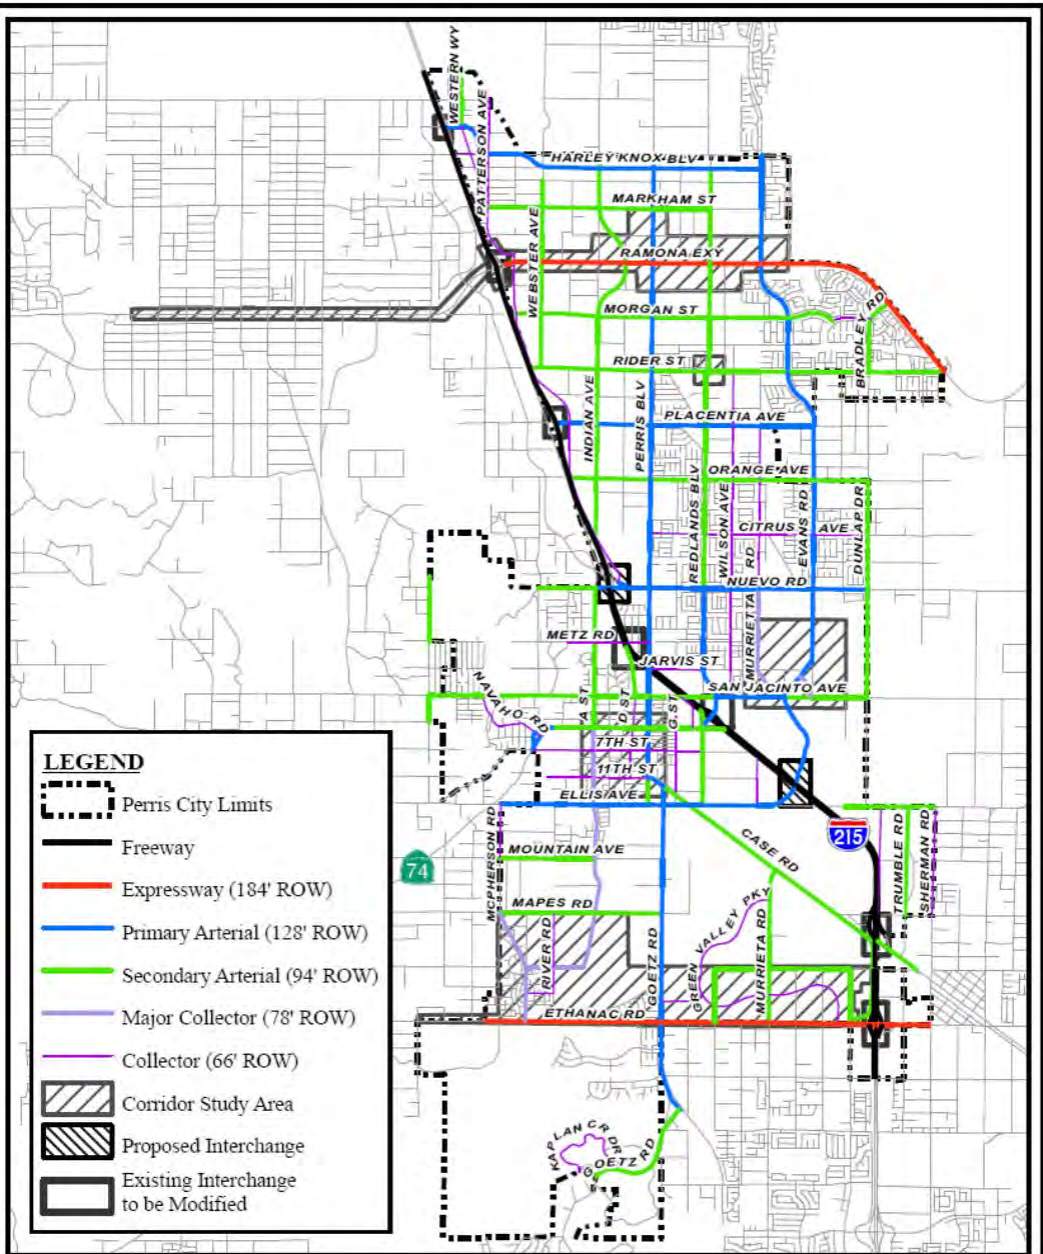 WESTERN WY
PATTERSON AVE
HARLEY KNOX BLV
MARKHAM ST
WEBSTER AVE
RAMONA EXY
MORGAN ST
BRADLEY RD
RIDER ST
INDIAN AVE
PERRIS BLV
PLACENTIA AVE
ORANGE AVE
REDLANDS BLV
WILSON AVE
CITRUS AVE
EVANS RD
DUNLAP DR
NUEVO RD
MURRIETTA RD
METZ RD
JARVIS ST
SAN JACINTO AVE
NAVAHO RD
A ST
D ST
G ST
7TH ST
11TH ST
ELLIS AVE
MCPHERSON RD
MOUNTAIN AVE
CASE RD
215
TRUMBLE RD
SHERMAN RD
74
MAPES RD
RIVER RD
GOETZ RD
GREEN VALLEY PKY
MURRIETA RD
ETHANAC RD
KAPLAN CR DR
GOETZ RD
LEGEND
Perris City Limits
Freeway
Expressway (184' ROW)
Primary Arterial (128' ROW)
Secondary Arterial (94' ROW)
Major Collector (78' ROW)
Collector (66' ROW)
Corridor Study Area
Proposed Interchange
Existing Interchange
to be Modified